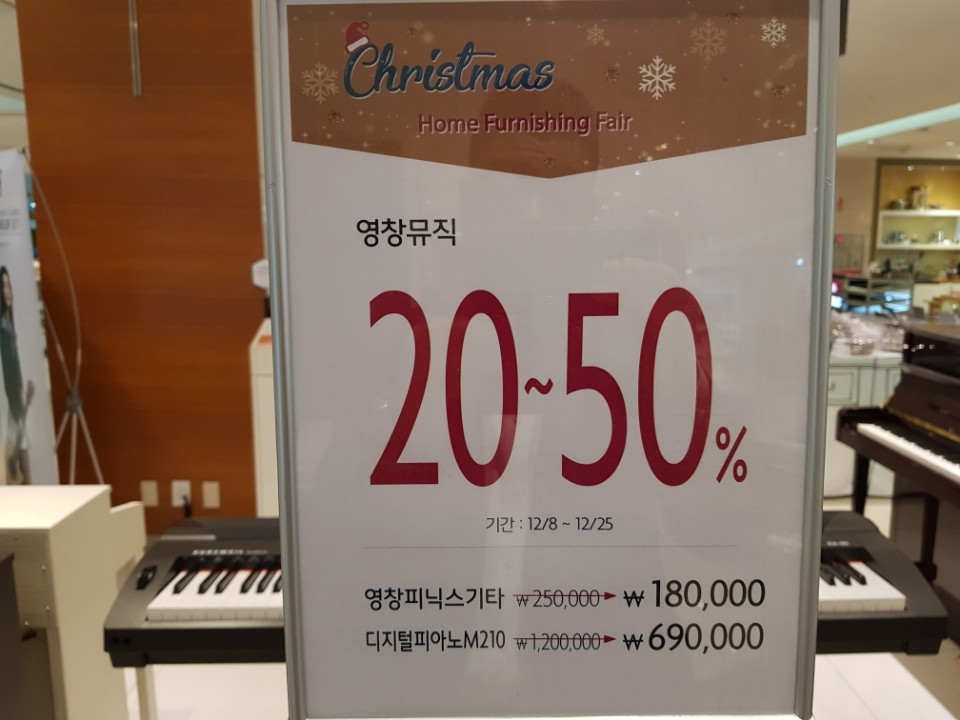 Christmas
Home Furnishing Fair
영창뮤직
20~50%
기간 : 12/8 ~ 12/25
영창피닉스기타 ₩250,000 ₩180,000
디지털피아노M210 ₩1,200,000 ₩690,000